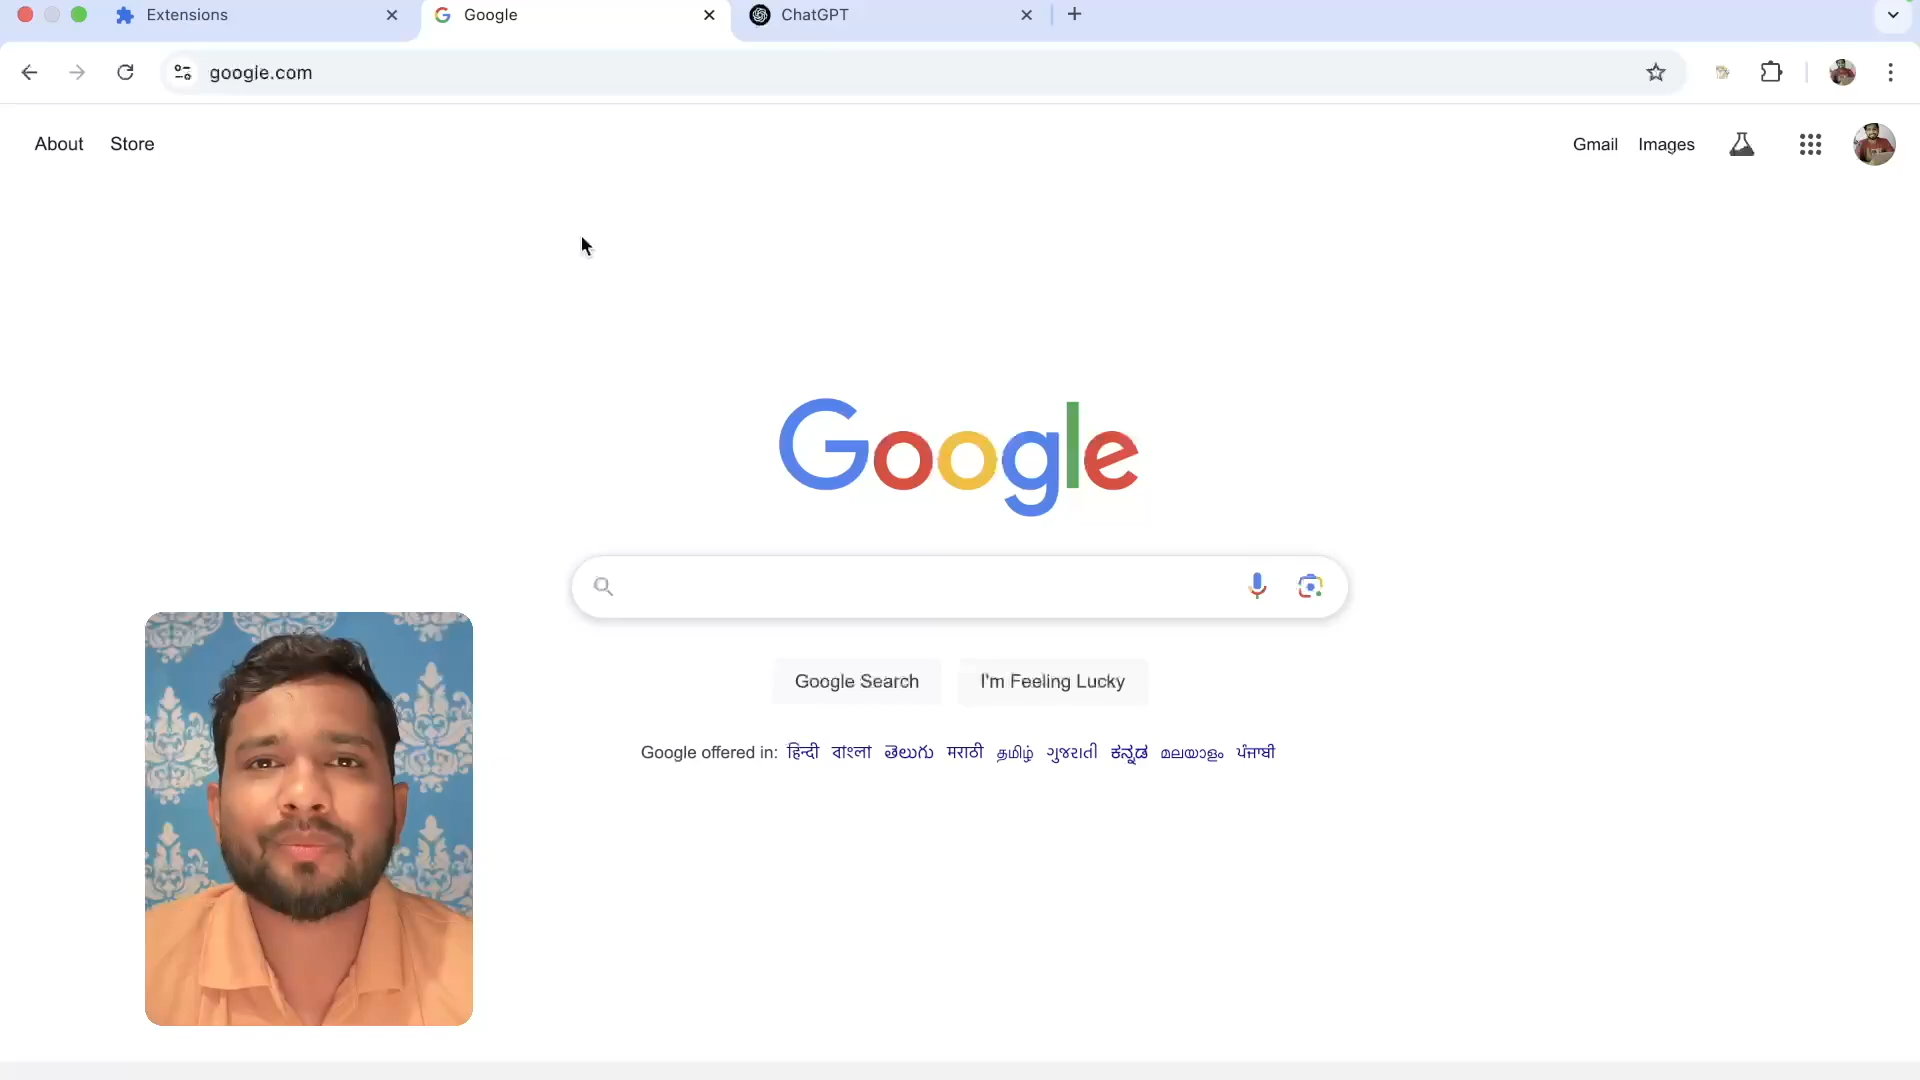 Extensions Google ChatGPT
google.com
About Store Gmail Images
Google
Google Search I'm Feeling Lucky
Google offered in: हिन्दी বাংলা తెలుగు मराठी தமிழ் ગુજરાતી ಕನ್ನಡ മലയാളം ਪੰਜਾਬੀ